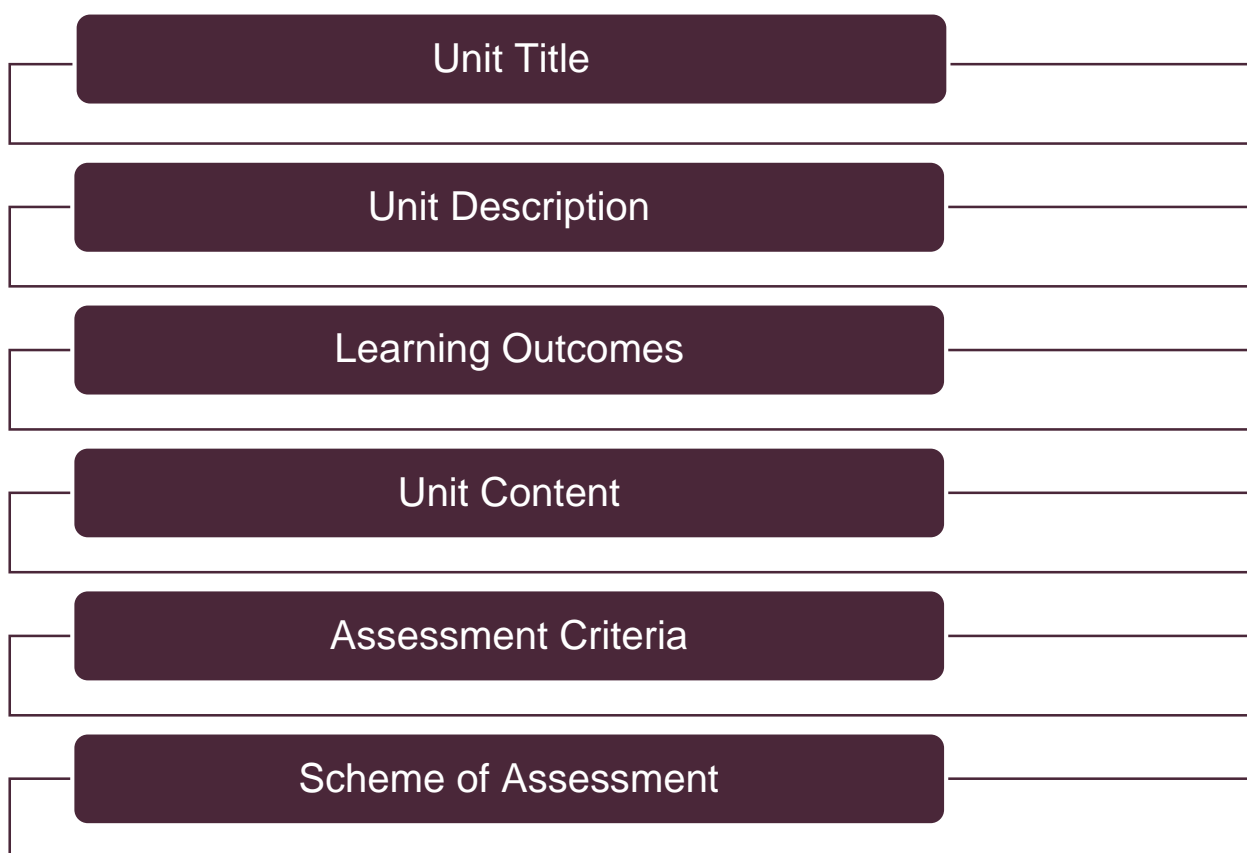 Unit Title
Unit Description
Learning Outcomes
Unit Content
Assessment Criteria
Scheme of Assessment